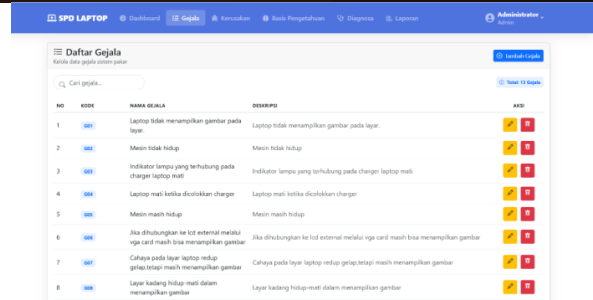 SPD LAPTOP Dashboard Gejala Kerusakan Basis Pengetahuan Diagnosa Laporan Administrator
Admin
Daftar Gejala
Kelola data gejala sistem pakar
Tambah Gejala
Cari gejala...
Total: 13 Gejala
NO KODE NAMA GEJALA DESKRIPSI AKSI
1 G01 Laptop tidak menampilkan gambar pada layar. Laptop tidak menampilkan gambar pada layar.
2 G02 Mesin tidak hidup Mesin tidak hidup
3 G03 Indikator lampu yang terhubung pada charger laptop mati Indikator lampu yang terhubung pada charger laptop mati
4 G04 Laptop mati ketika dicolokkan charger Laptop mati ketika dicolokkan charger
5 G05 Mesin masih hidup Mesin masih hidup
6 G06 Jika dihubungkan ke lcd external melalui vga card masih bisa menampilkan gambar Jika dihubungkan ke lcd external melalui vga card masih bisa menampilkan gambar
7 G07 Cahaya pada layar laptop redup gelap,tetapi masih menampilkan gambar Cahaya pada layar laptop redup gelap,tetapi masih menampilkan gambar
8 G08 Layar kadang hidup-mati dalam menampilkan gambar Layar kadang hidup-mati dalam menampilkan gambar